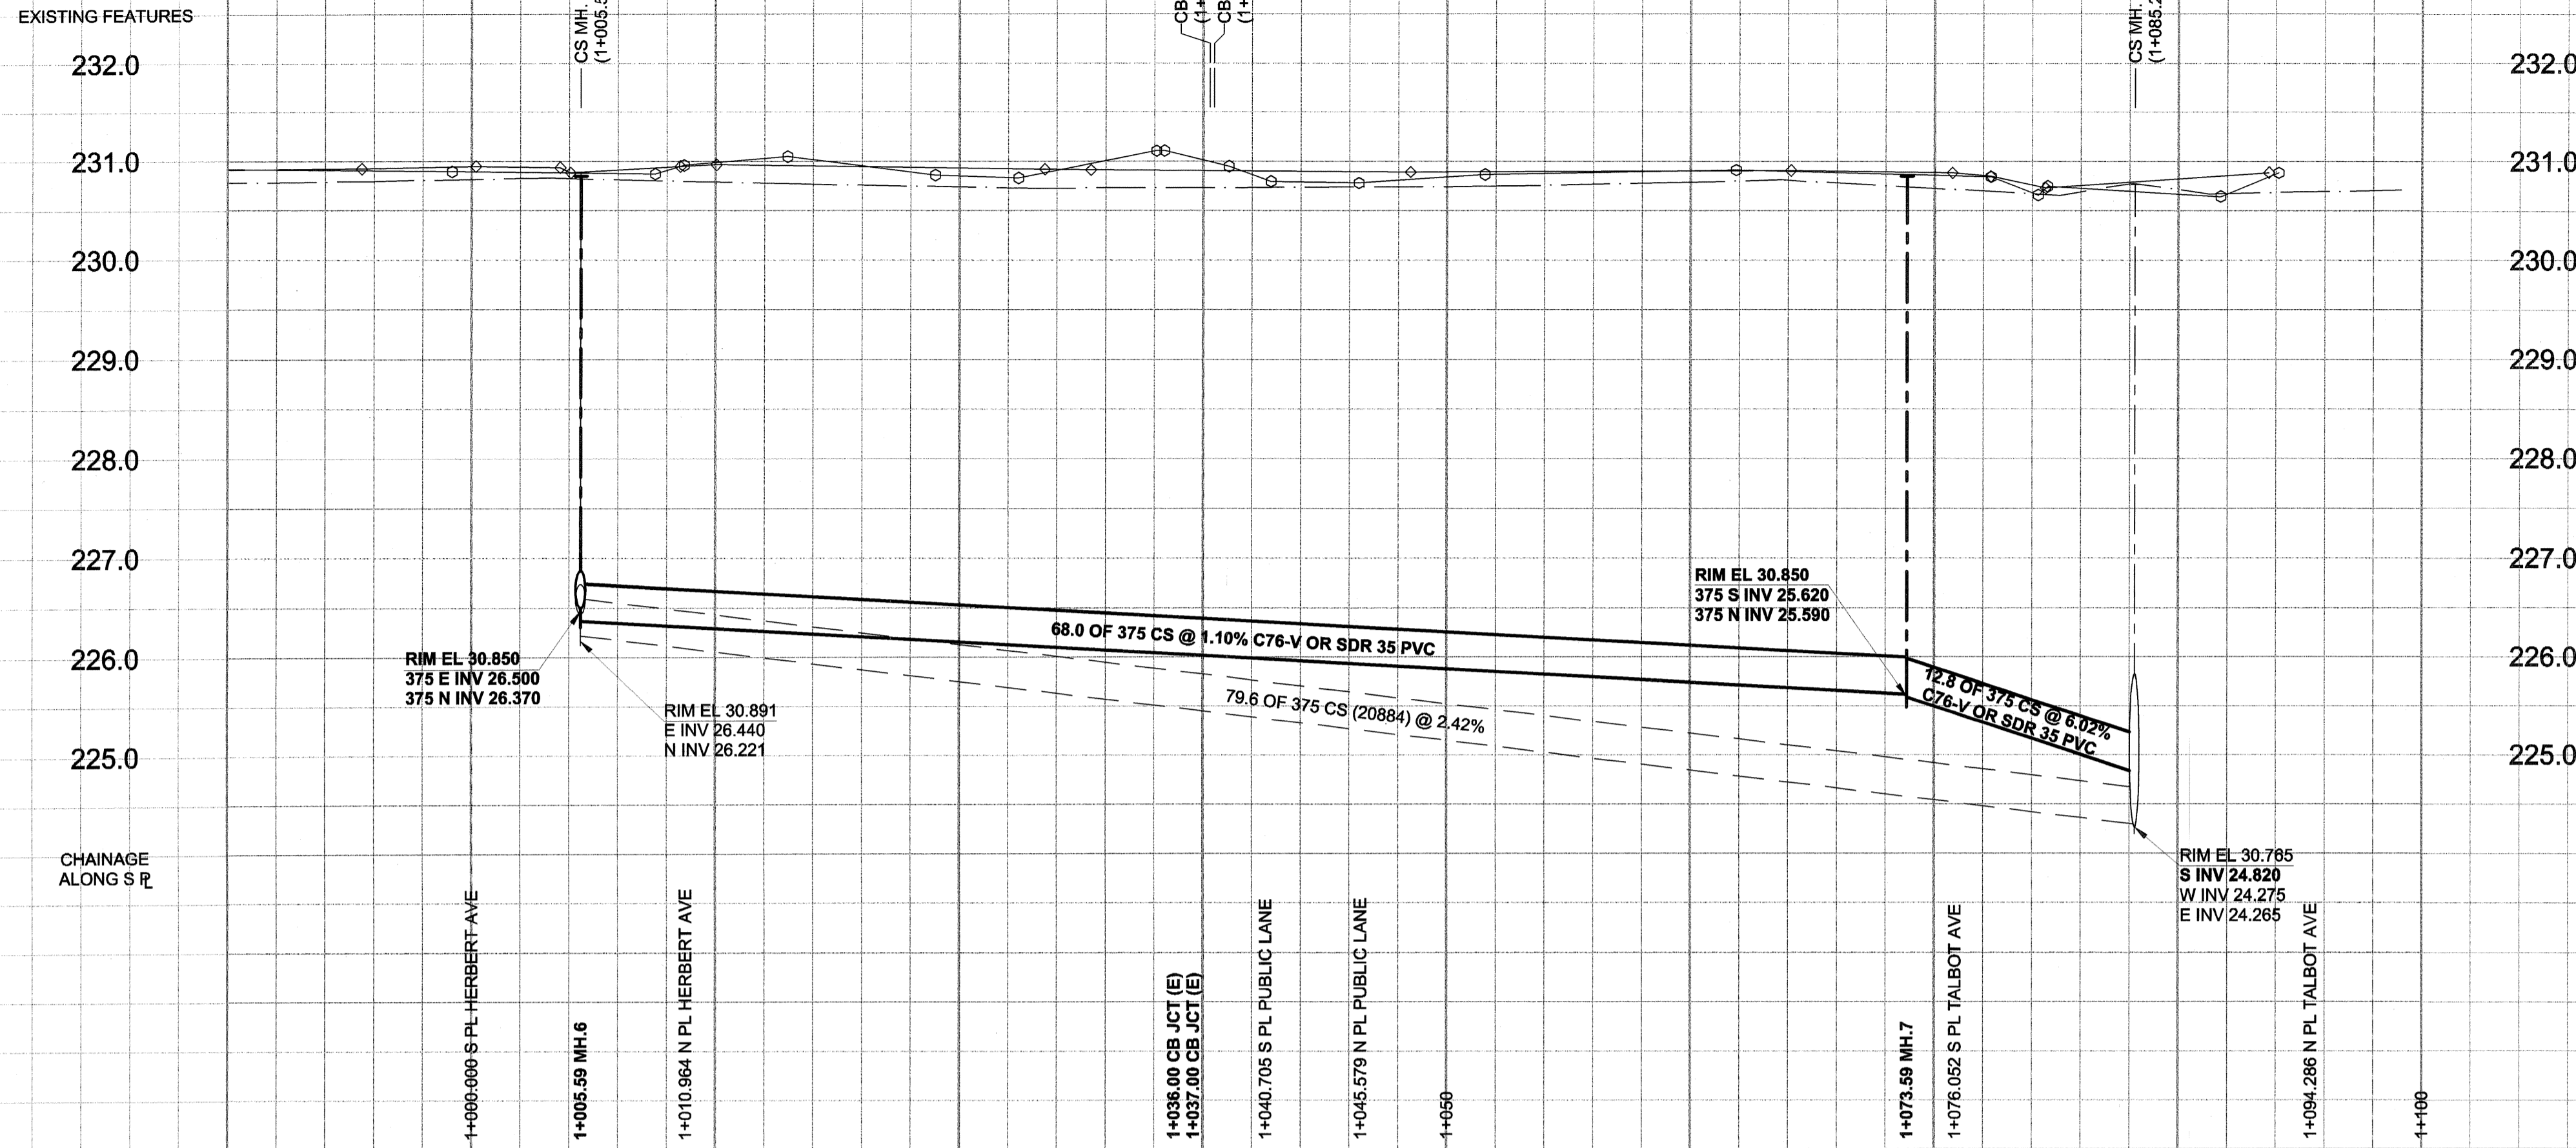 EXISTING FEATURES
CS MH.
CB
CB
CS MH.
232.0
232.0
231.0
231.0
230.0
230.0
229.0
229.0
228.0
228.0
227.0
227.0
226.0
226.0
225.0
225.0
RIM EL 30.850
375 E INV 26.500
375 N INV 26.370
RIM EL 30.891
E INV 26.440
N INV 26.221
68.0 OF 375 CS @ 1.10% C76-V OR SDR 35 PVC
79.6 OF 375 CS (20884) @ 2.42%
RIM EL 30.850
375 S INV 25.620
375 N INV 25.590
12.8 OF 375 CS @ 6.02%
C76-V OR SDR 35 PVC
RIM EL 30.765
S INV 24.820
W INV 24.275
E INV 24.265
CHAINAGE
ALONG S PL
1+000.000 S PL HERBERT AVE
1+005.59 MH.6
1+010.964 N PL HERBERT AVE
1+036.00 CB JCT (E)
1+037.00 CB JCT (E)
1+040.705 S PL PUBLIC LANE
1+045.579 N PL PUBLIC LANE
1+050
1+073.59 MH.7
1+076.052 S PL TALBOT AVE
1+094.286 N PL TALBOT AVE
1+100